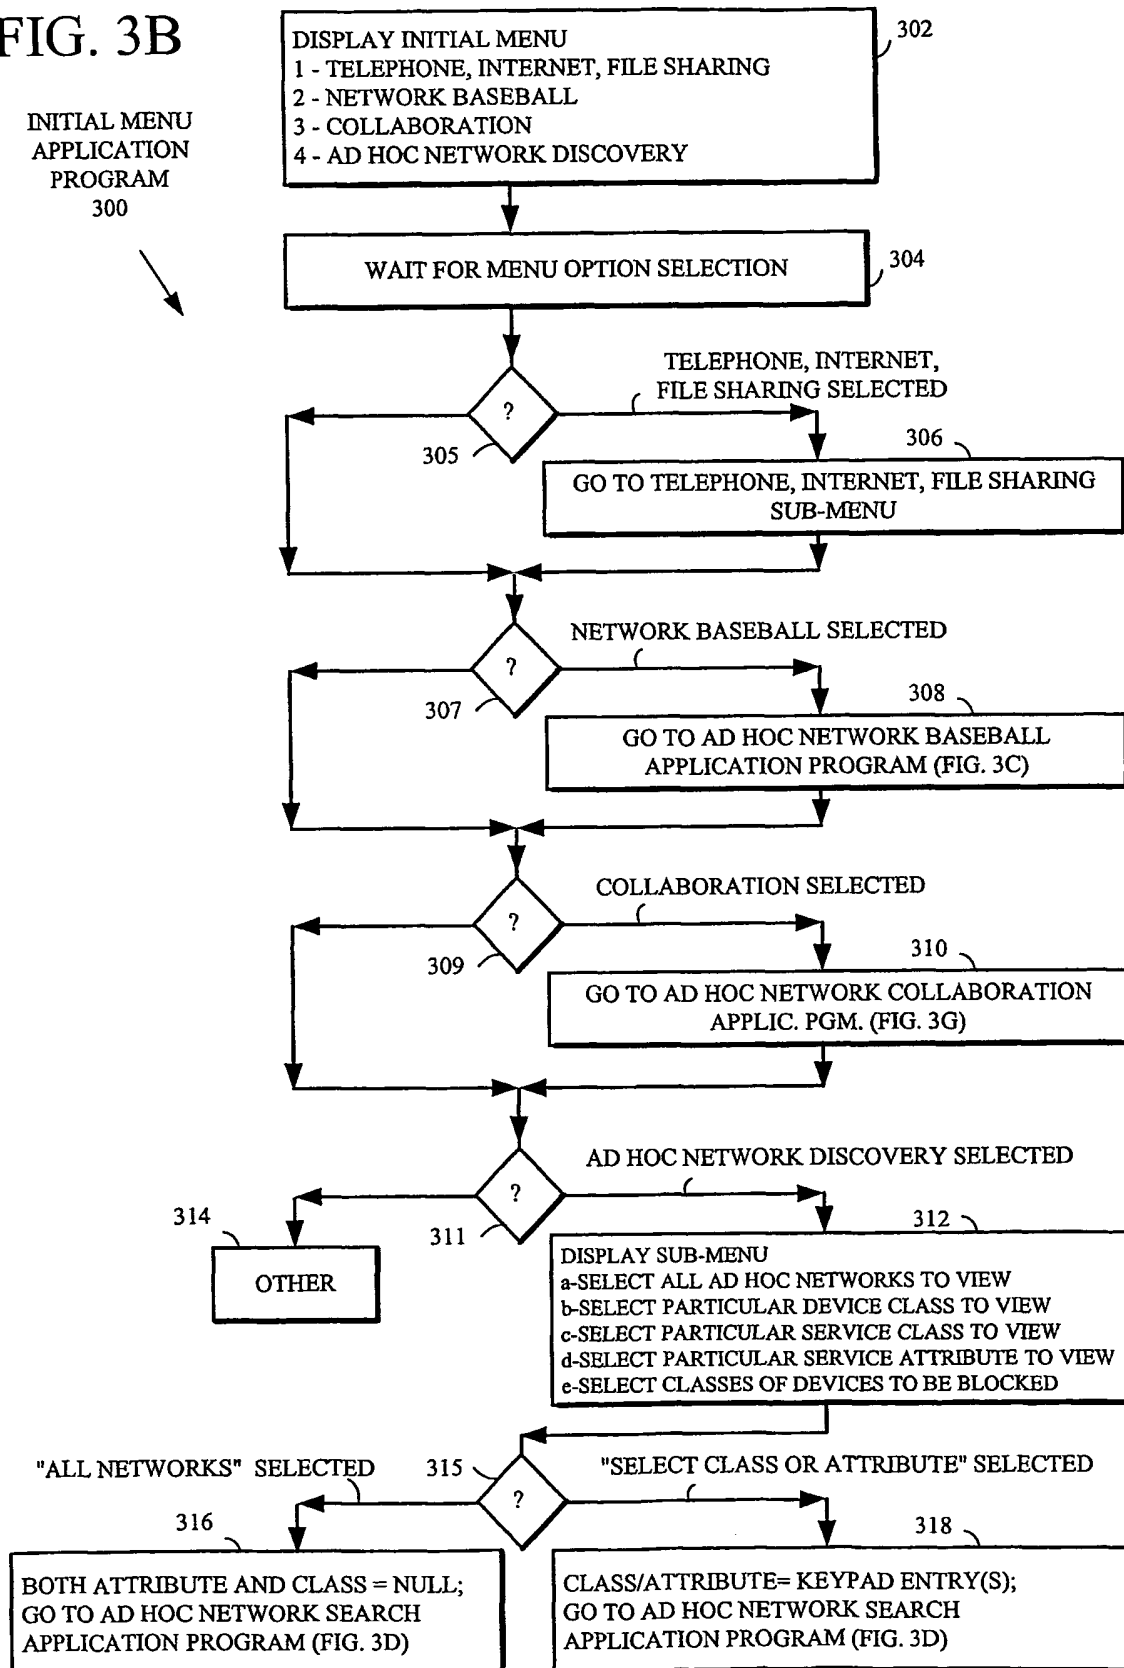 FIG. 3B
INITIAL MENU
APPLICATION
PROGRAM
300
DISPLAY INITIAL MENU
1 - TELEPHONE, INTERNET, FILE SHARING
2 - NETWORK BASEBALL
3 - COLLABORATION
4 - AD HOC NETWORK DISCOVERY
302
WAIT FOR MENU OPTION SELECTION
304
?
305
TELEPHONE, INTERNET,
FILE SHARING SELECTED
306
GO TO TELEPHONE, INTERNET, FILE SHARING
SUB-MENU
?
307
NETWORK BASEBALL SELECTED
308
GO TO AD HOC NETWORK BASEBALL
APPLICATION PROGRAM (FIG. 3C)
?
309
COLLABORATION SELECTED
310
GO TO AD HOC NETWORK COLLABORATION
APPLIC. PGM. (FIG. 3G)
?
311
AD HOC NETWORK DISCOVERY SELECTED
314
OTHER
312
DISPLAY SUB-MENU
a-SELECT ALL AD HOC NETWORKS TO VIEW
b-SELECT PARTICULAR DEVICE CLASS TO VIEW
c-SELECT PARTICULAR SERVICE CLASS TO VIEW
d-SELECT PARTICULAR SERVICE ATTRIBUTE TO VIEW
e-SELECT CLASSES OF DEVICES TO BE BLOCKED
"ALL NETWORKS" SELECTED
315
?
"SELECT CLASS OR ATTRIBUTE" SELECTED
316
BOTH ATTRIBUTE AND CLASS = NULL;
GO TO AD HOC NETWORK SEARCH
APPLICATION PROGRAM (FIG. 3D)
318
CLASS/ATTRIBUTE= KEYPAD ENTRY(S);
GO TO AD HOC NETWORK SEARCH
APPLICATION PROGRAM (FIG. 3D)